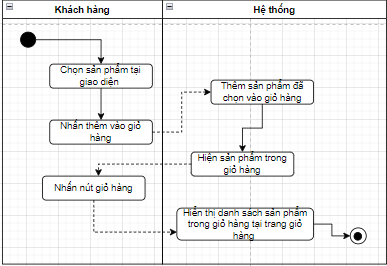 Khách hàng
Hệ thống
Chọn sản phẩm tại
giao diện
Thêm sản phẩm đã
chọn vào giỏ hàng
Nhấn thêm vào giỏ
hàng
Hiện sản phẩm trong
giỏ hàng
Nhấn nút giỏ hàng
Hiển thị danh sách sản phẩm
trong giỏ hàng tại trang giỏ
hàng